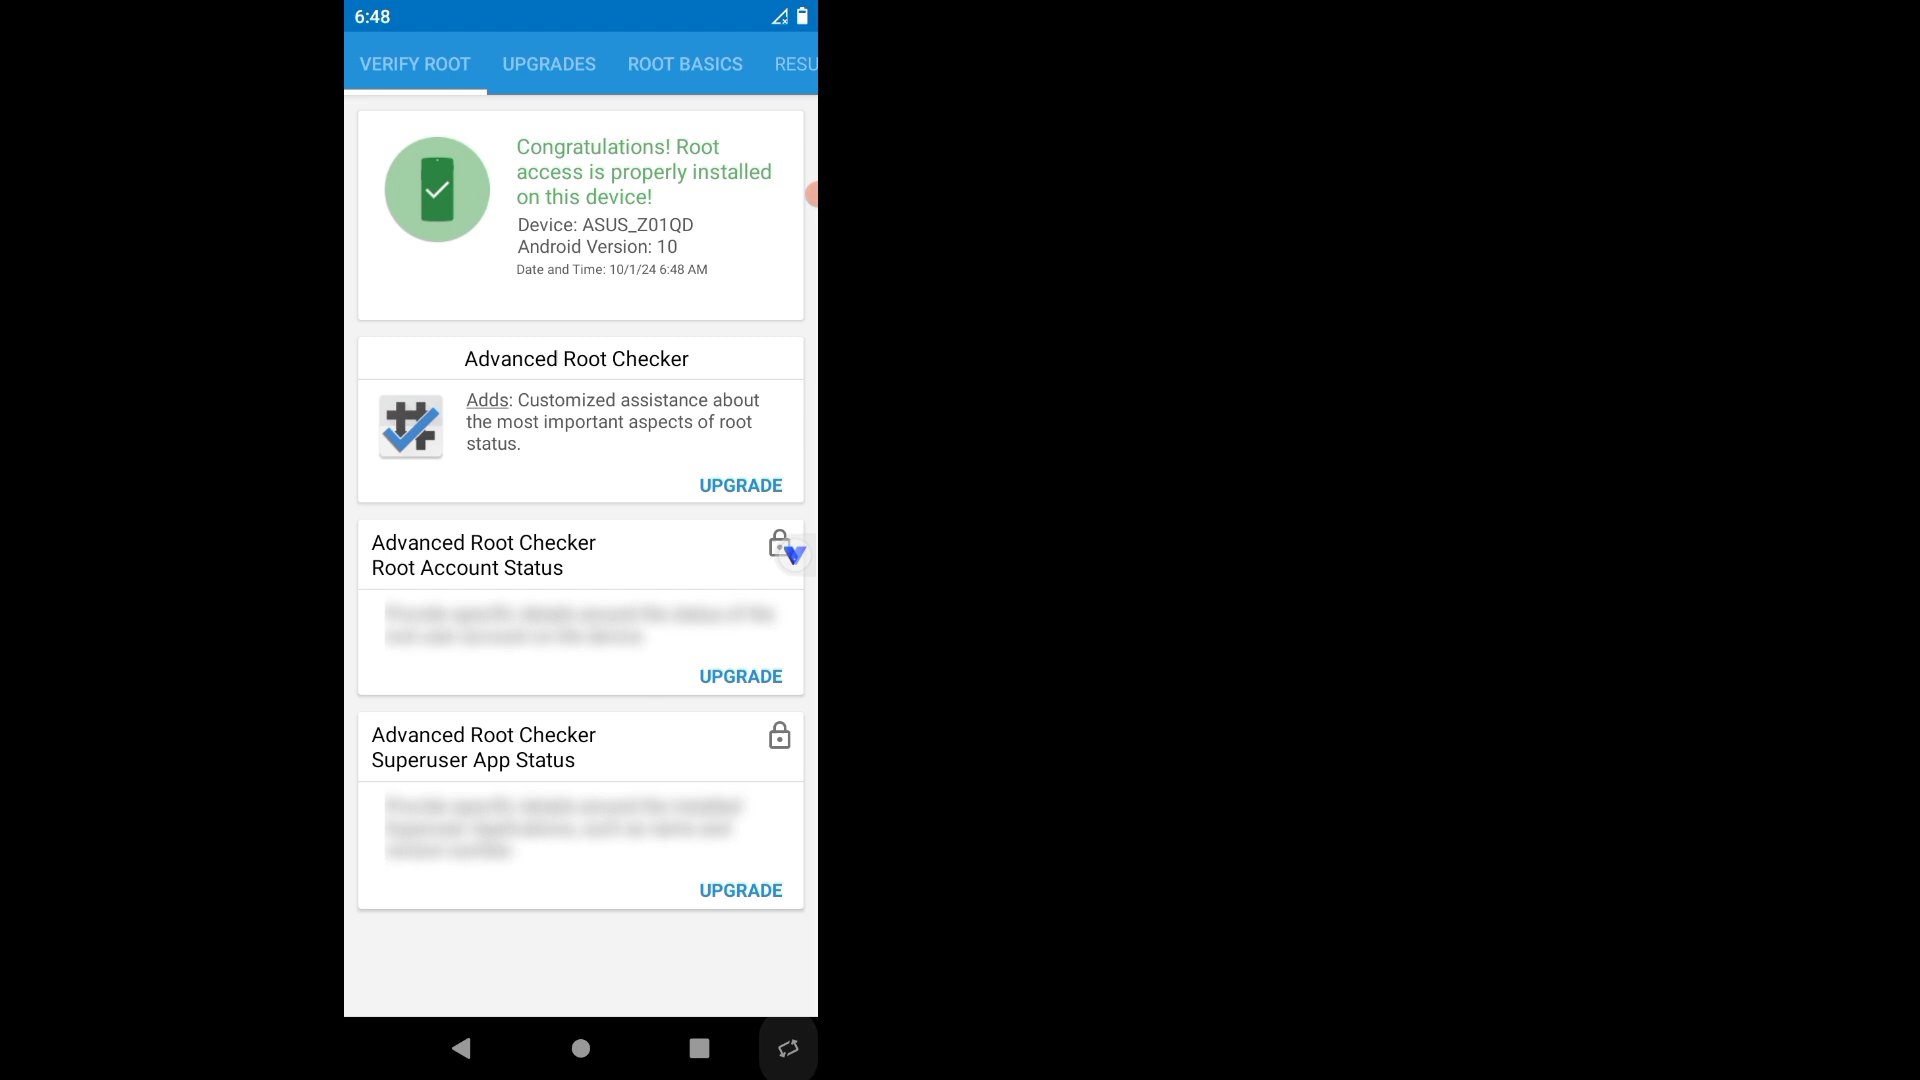 6:48
VERIFY ROOT UPGRADES ROOT BASICS RESU
Congratulations! Root
access is properly installed
on this device!
Device: ASUS_Z01QD
Android Version: 10
Date and Time: 10/1/24 6:48 AM
Advanced Root Checker
Adds: Customized assistance about
the most important aspects of root
status.
UPGRADE
Advanced Root Checker
Root Account Status
UPGRADE
Advanced Root Checker
Superuser App Status
UPGRADE